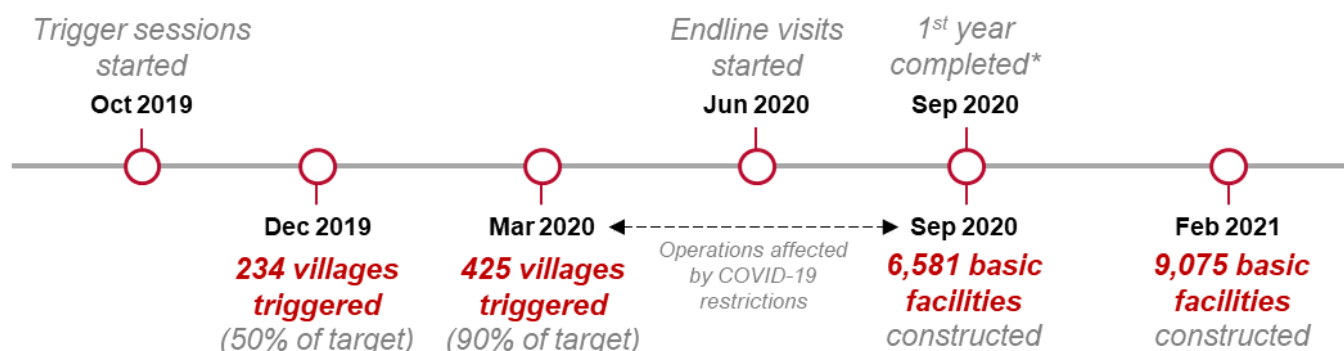 Trigger sessions
started
Oct 2019
Endline visits
started
Jun 2020
1st year
completed*
Sep 2020
Dec 2019
234 villages
triggered
(50% of target)
Mar 2020
425 villages
triggered
(90% of target)
Operations affected
by COVID-19
restrictions
Sep 2020
6,581 basic
facilities
constructed
Feb 2021
9,075 basic
facilities
constructed